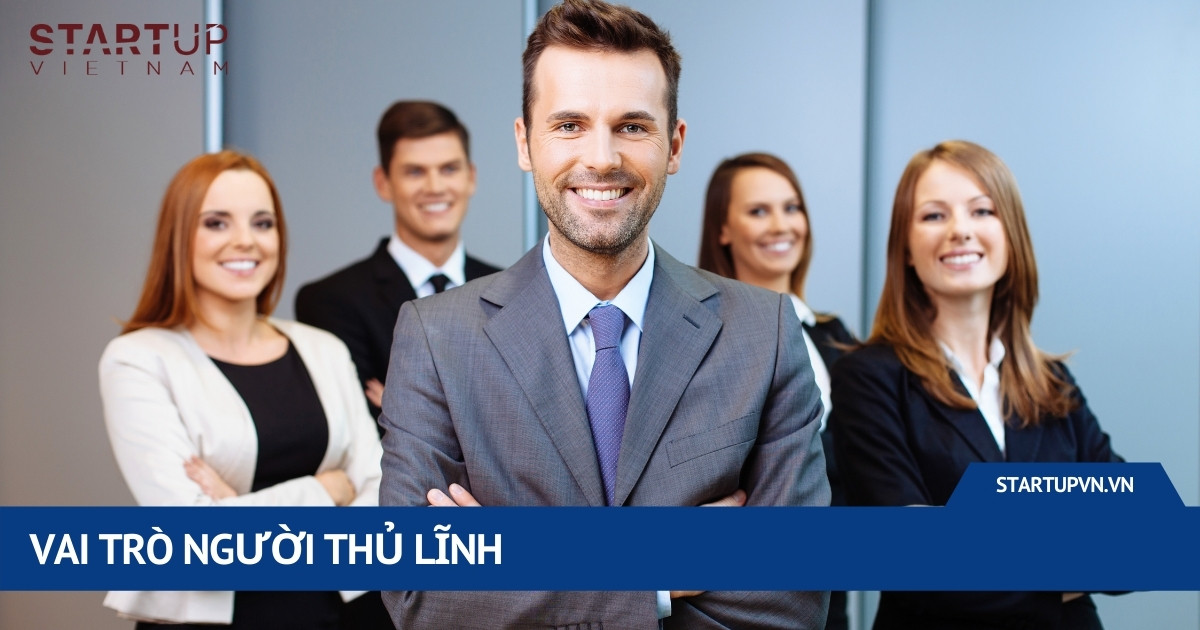 STARTUP
VIETNAM
STARTUPVN.VN
VAI TRÒ NGƯỜI THỦ LĨNH